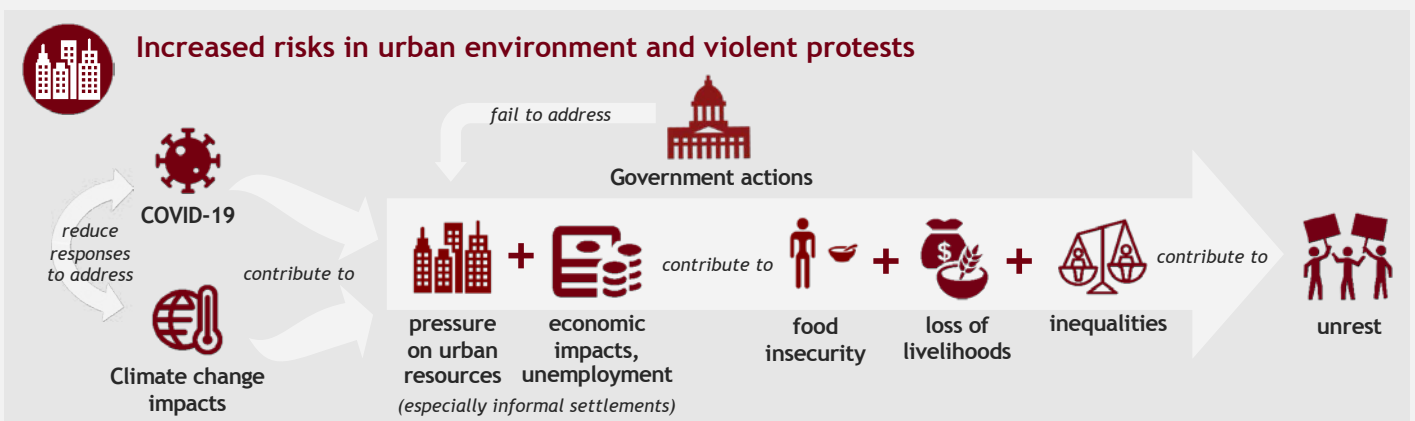 Increased risks in urban environment and violent protests
fail to address
Government actions
COVID-19
reduce
responses
to address
contribute to
Climate change
impacts
pressure
on urban
resources
economic
impacts,
unemployment
(especially informal settlements)
contribute to
food
insecurity
$
loss of
livelihoods
inequalities
contribute to
unrest